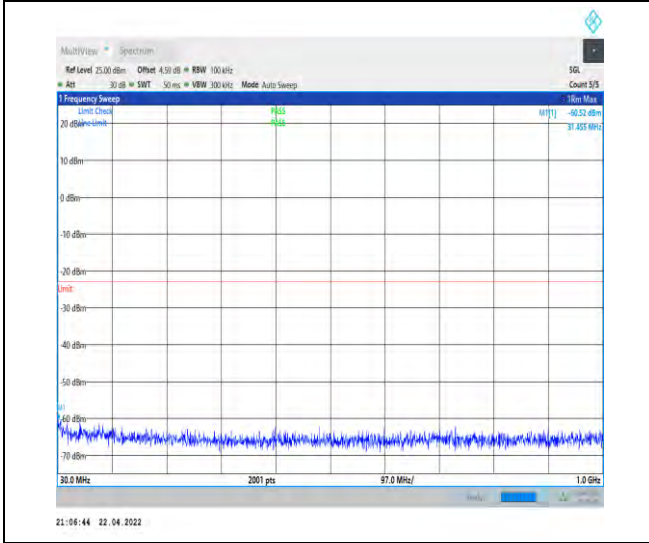 MultiView Spectrum
Ref Level 25.00 dBm Offset 4.59 dB RBW 100 kHz SGL
Att 30 dB SWT 50 ms VBW 300 kHz Mode Auto Sweep Count 5/5
1 Frequency Sweep 1Rm Max
Limit Check PASS M1[1] -60.52 dBm
20 dBm Line Limit PASS 31.455 MHz
10 dBm
0 dBm
-10 dBm
-20 dBm
Limit
-30 dBm
-40 dBm
-50 dBm
M1
-60 dBm
-70 dBm
30.0 MHz 2001 pts 97.0 MHz/ 1.0 GHz
21:06:44 22.04.2022